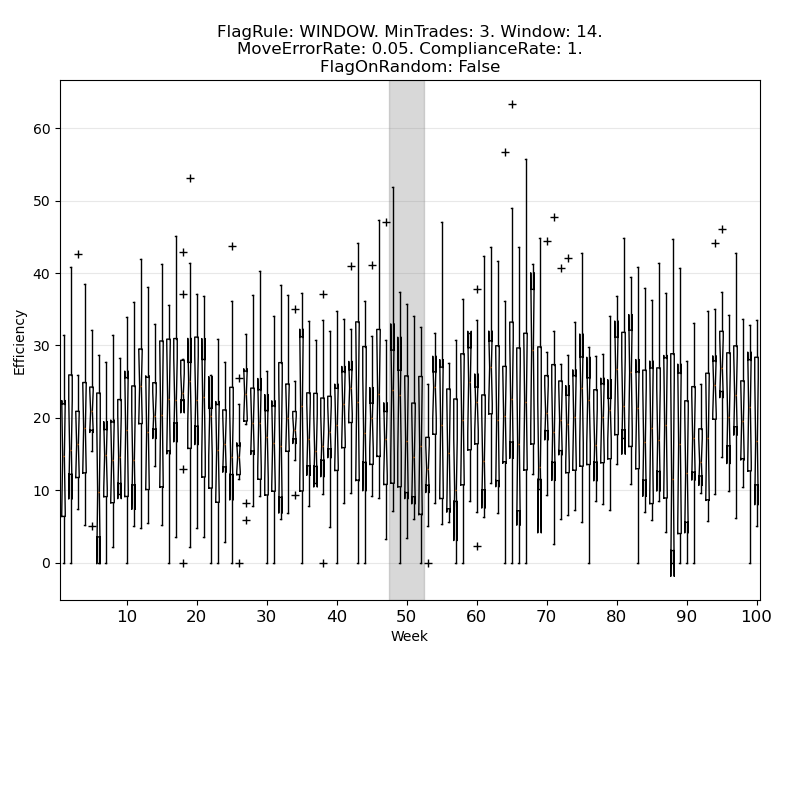 FlagRule: WINDOW. MinTrades: 3. Window: 14.
MoveErrorRate: 0.05. ComplianceRate: 1.
FlagOnRandom: False
60
50
40
30
20
10
0
Efficiency
10 20 30 40 50 60 70 80 90 100
Week